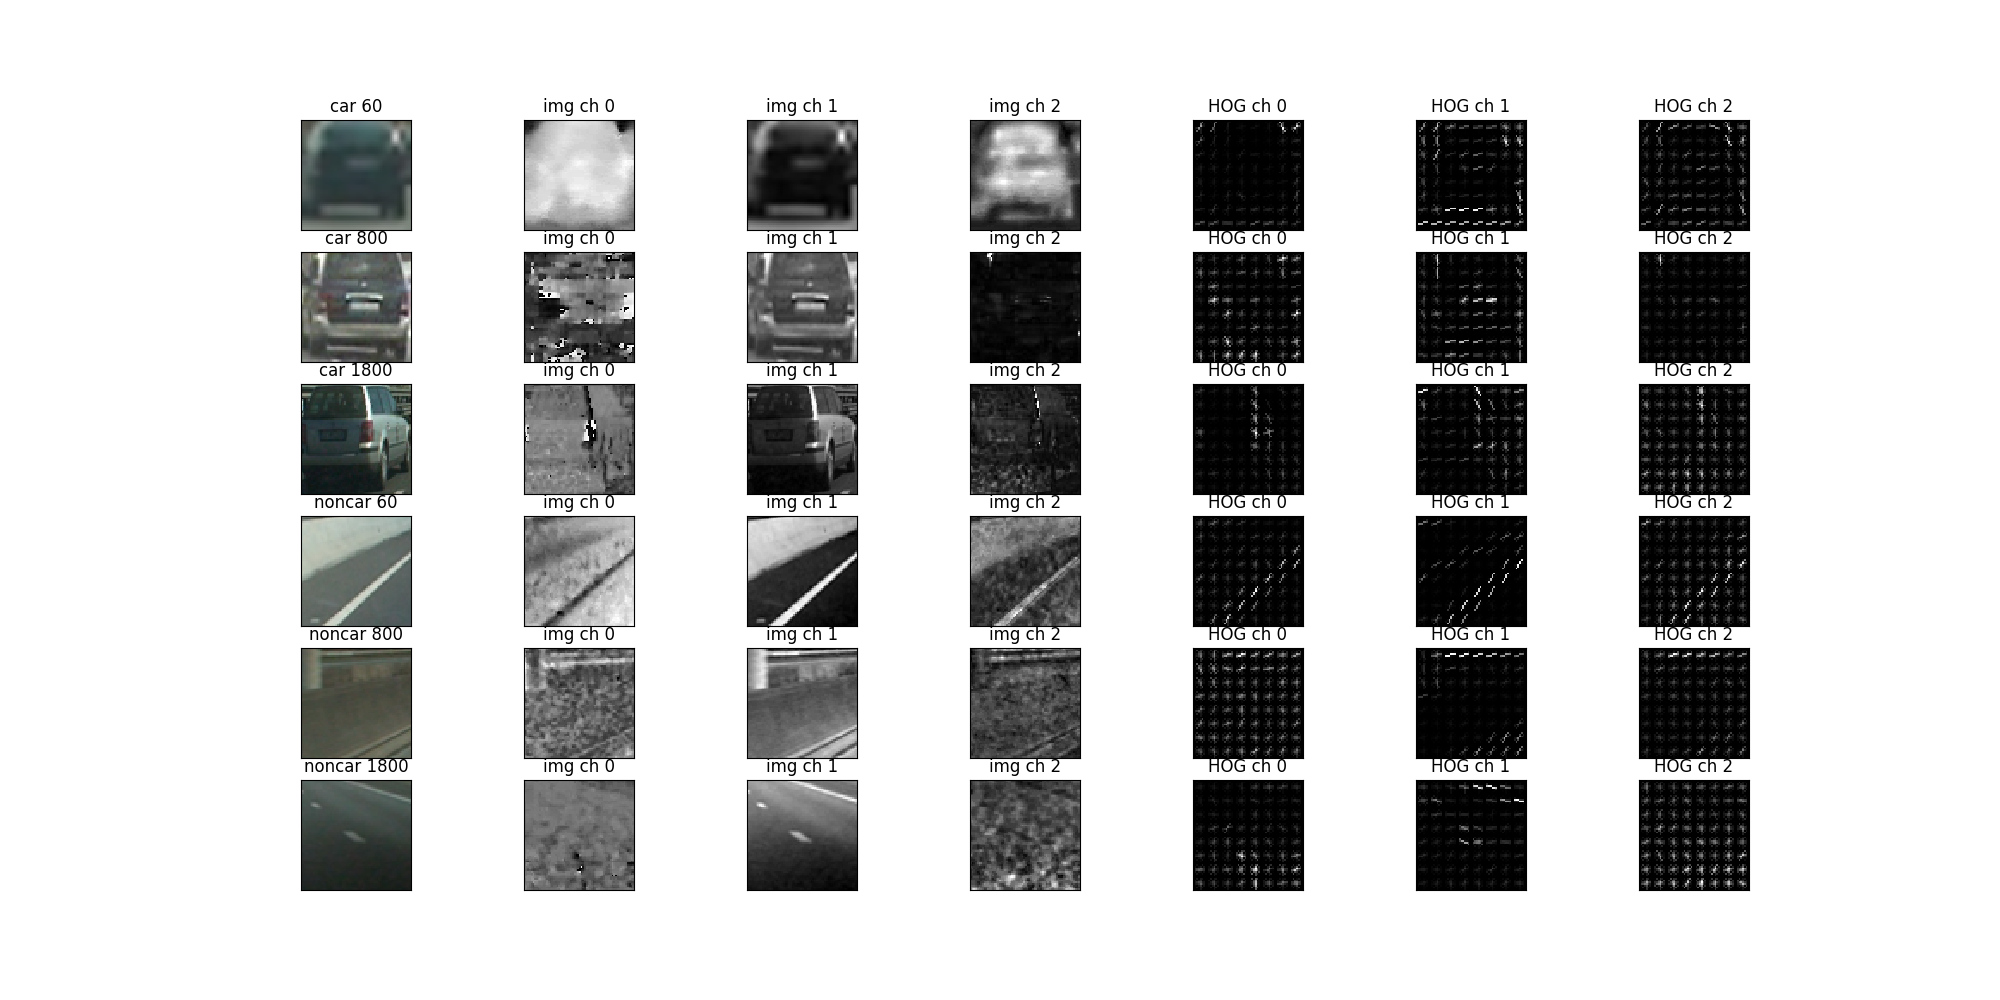 car 60 img ch 0 img ch 1 img ch 2 HOG ch 0 HOG ch 1 HOG ch 2
car 800 img ch 0 img ch 1 img ch 2 HOG ch 0 HOG ch 1 HOG ch 2
car 1800 img ch 0 img ch 1 img ch 2 HOG ch 0 HOG ch 1 HOG ch 2
noncar 60 img ch 0 img ch 1 img ch 2 HOG ch 0 HOG ch 1 HOG ch 2
noncar 800 img ch 0 img ch 1 img ch 2 HOG ch 0 HOG ch 1 HOG ch 2
noncar 1800 img ch 0 img ch 1 img ch 2 HOG ch 0 HOG ch 1 HOG ch 2